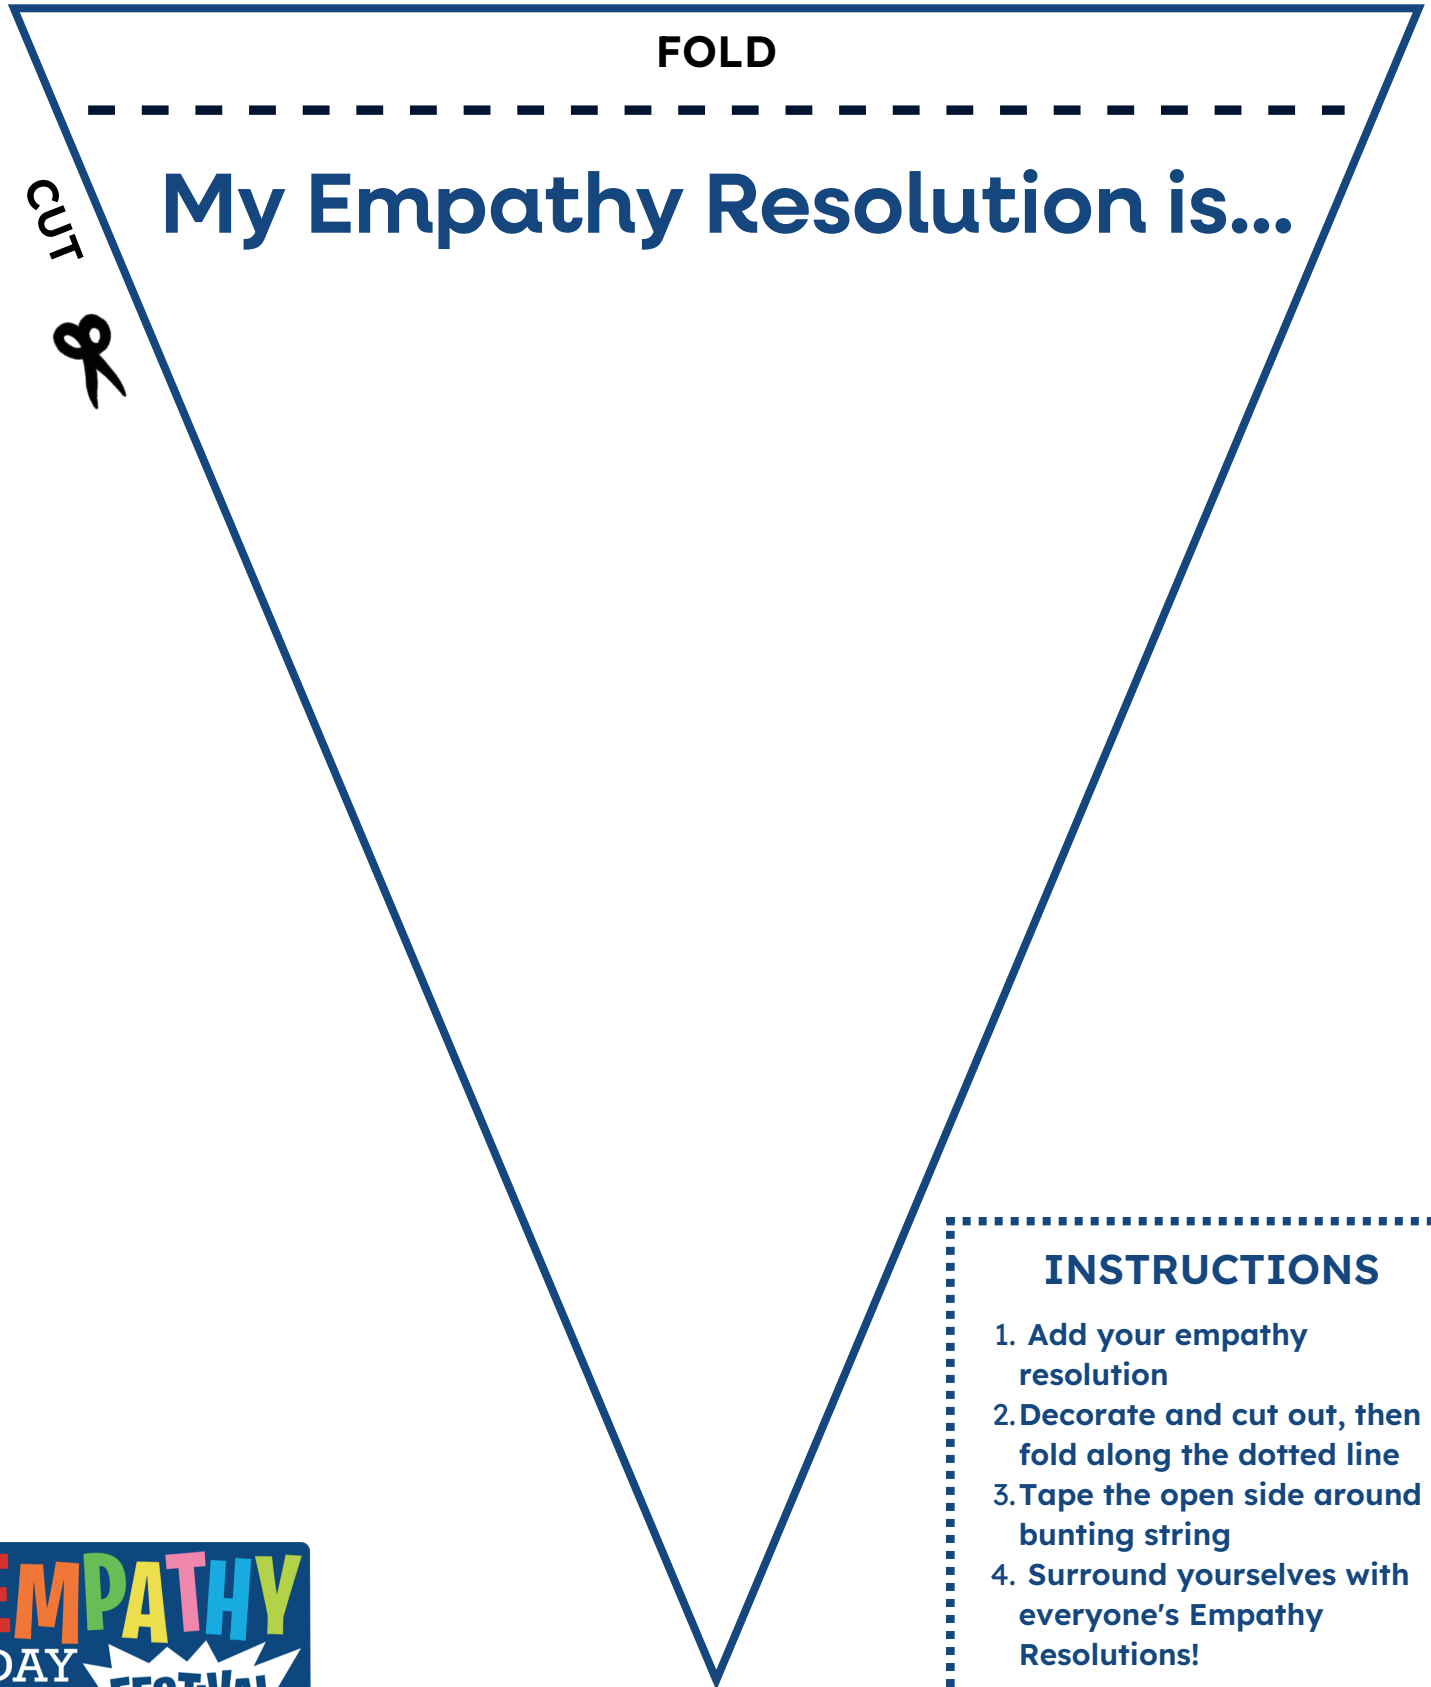 FOLD
CUT
My Empathy Resolution is...
INSTRUCTIONS
1. Add your empathy
resolution
2. Decorate and cut out, then
fold along the dotted line
3. Tape the open side around
bunting string
4. Surround yourselves with
everyone's Empathy
Resolutions!
EMPATHY
DAY
FESTIVAL